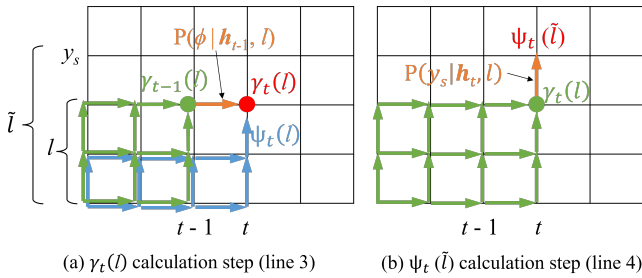 P(ϕ|h_{t-1}, l)
y_s
γ_{t-1}(l)
γ_t(l)
l̃
l
ψ_t(l)
t - 1
t
(a) γ_t(l) calculation step (line 3)
ψ_t(l̃)
P(y_s|h_t, l)
γ_t(l)
t - 1
t
(b) ψ_t (l̃) calculation step (line 4)